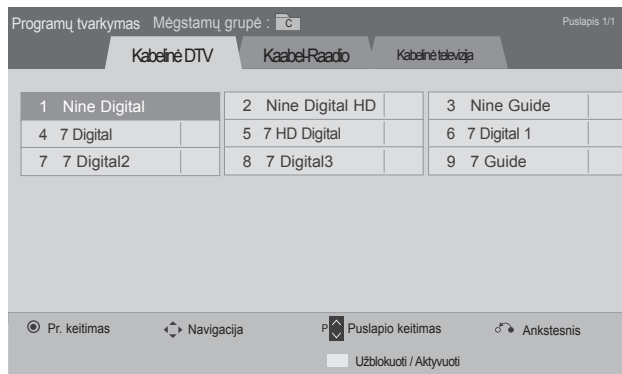 Programų tvarkymas Mėgstamų grupė : C Puslapis 1/1
Kabelinė DTV Kaabel-Raadio Kabelinė televizija
1 Nine Digital 2 Nine Digital HD 3 Nine Guide
4 7 Digital 5 7 HD Digital 6 7 Digital 1
7 7 Digital2 8 7 Digital3 9 7 Guide
Pr. keitimas Navigacija P Puslapio keitimas Ankstesnis
Užblokuoti / Aktyvuoti